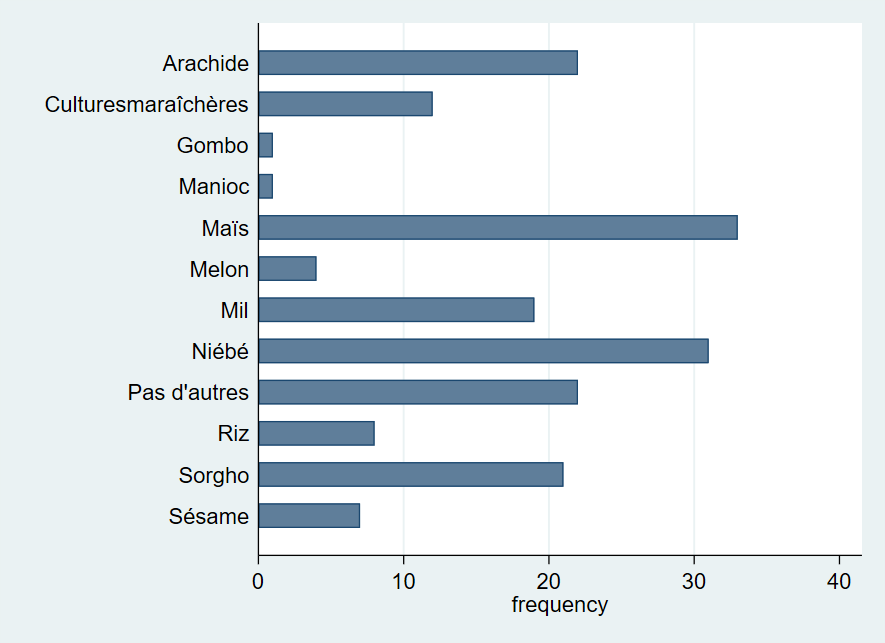 Arachide
Culturesmaraîchères
Gombo
Manioc
Maïs
Melon
Mil
Niébé
Pas d'autres
Riz
Sorgho
Sésame
0 10 20 30 40
frequency